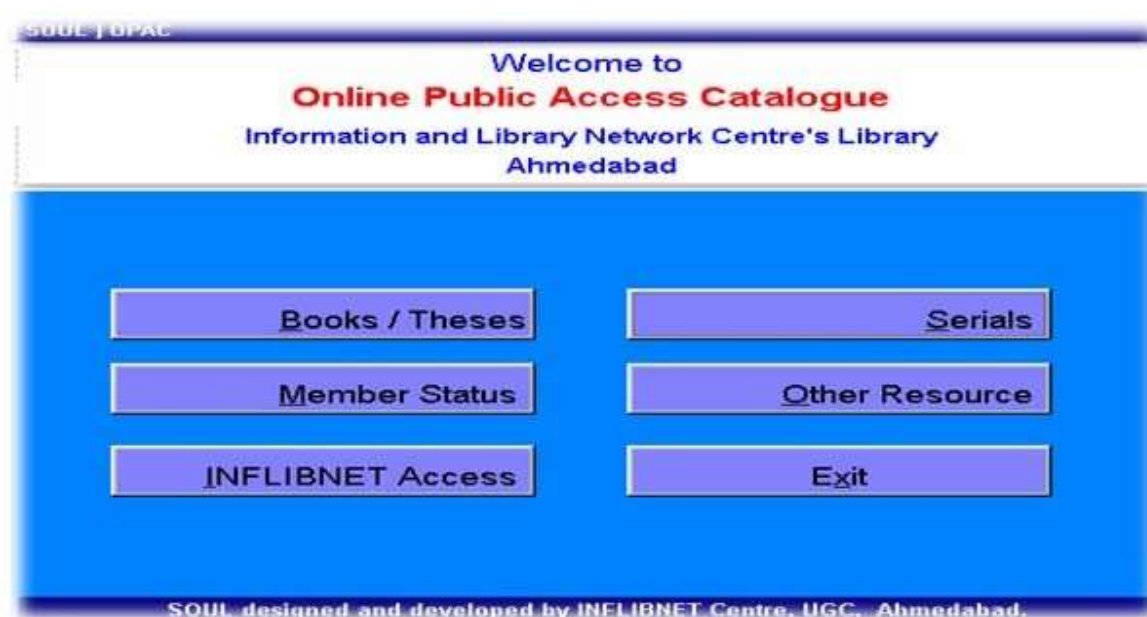 SOUL | OPAC
Welcome to
Online Public Access Catalogue
Information and Library Network Centre's Library
Ahmedabad
Books / Theses
Serials
Member Status
Other Resource
INFLIBNET Access
Exit
SOUL designed and developed by INFLIBNET Centre, UGC, Ahmedabad.